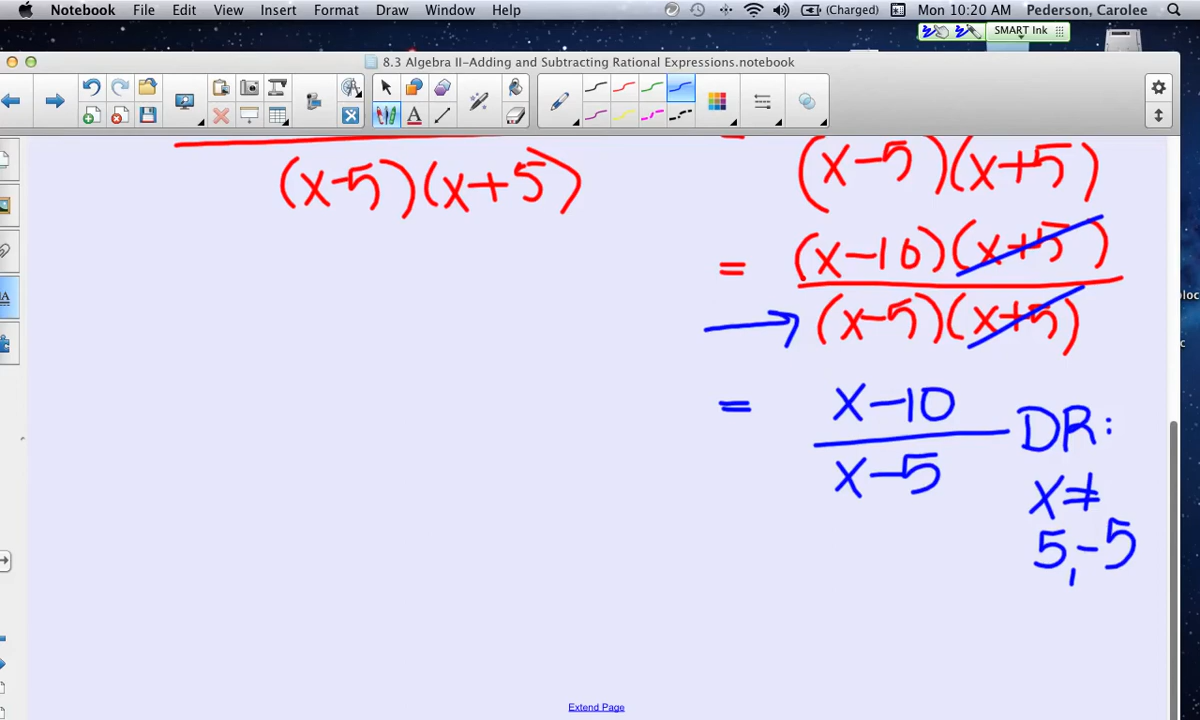 Notebook File Edit View Insert Format Draw Window Help (Charged) Mon 10:20 AM Pederson, Carolee
SMART Ink
8.3 Algebra II-Adding and Subtracting Rational Expressions.notebook
(x-5)(x+5)
= (x-5)(x+5)
= (x-10)(x+5)
(x-5)(x+5)
= x-10
x-5
DR:
x≠
5,-5
Extend Page